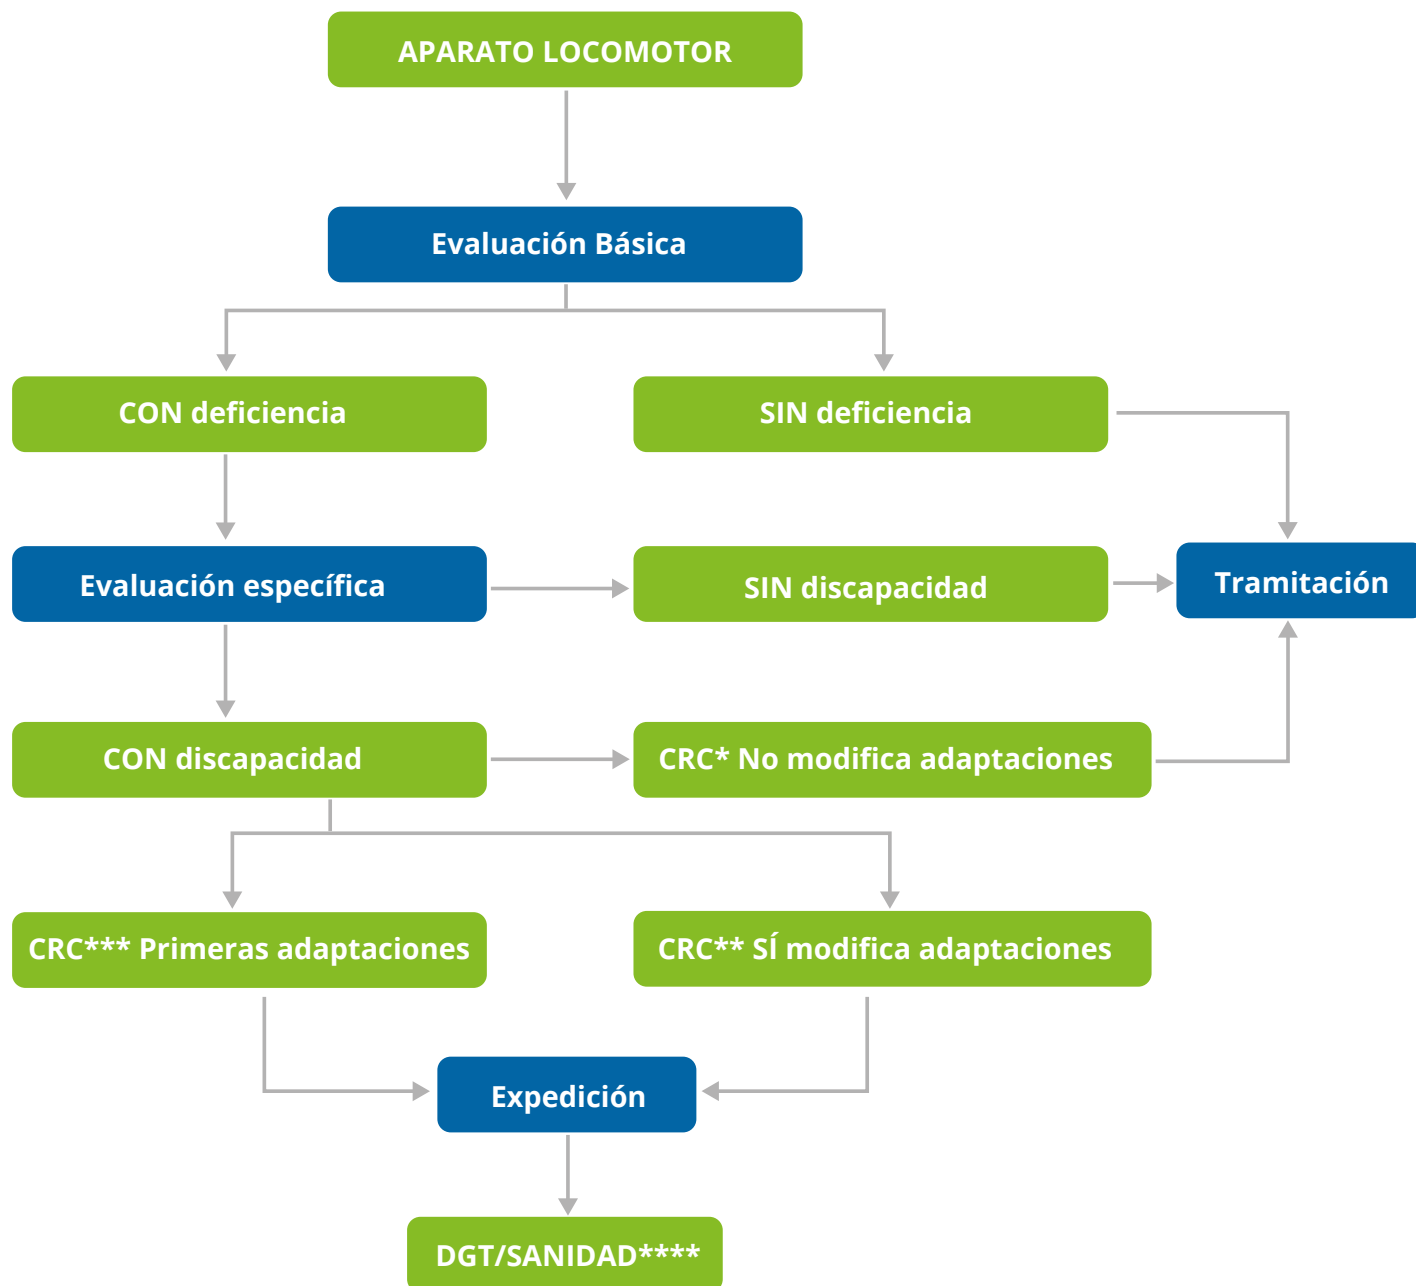 APARATO LOCOMOTOR
Evaluación Básica
CON deficiencia
SIN deficiencia
Evaluación específica
SIN discapacidad
Tramitación
CON discapacidad
CRC* No modifica adaptaciones
CRC*** Primeras adaptaciones
CRC** SÍ modifica adaptaciones
Expedición
DGT/SANIDAD****